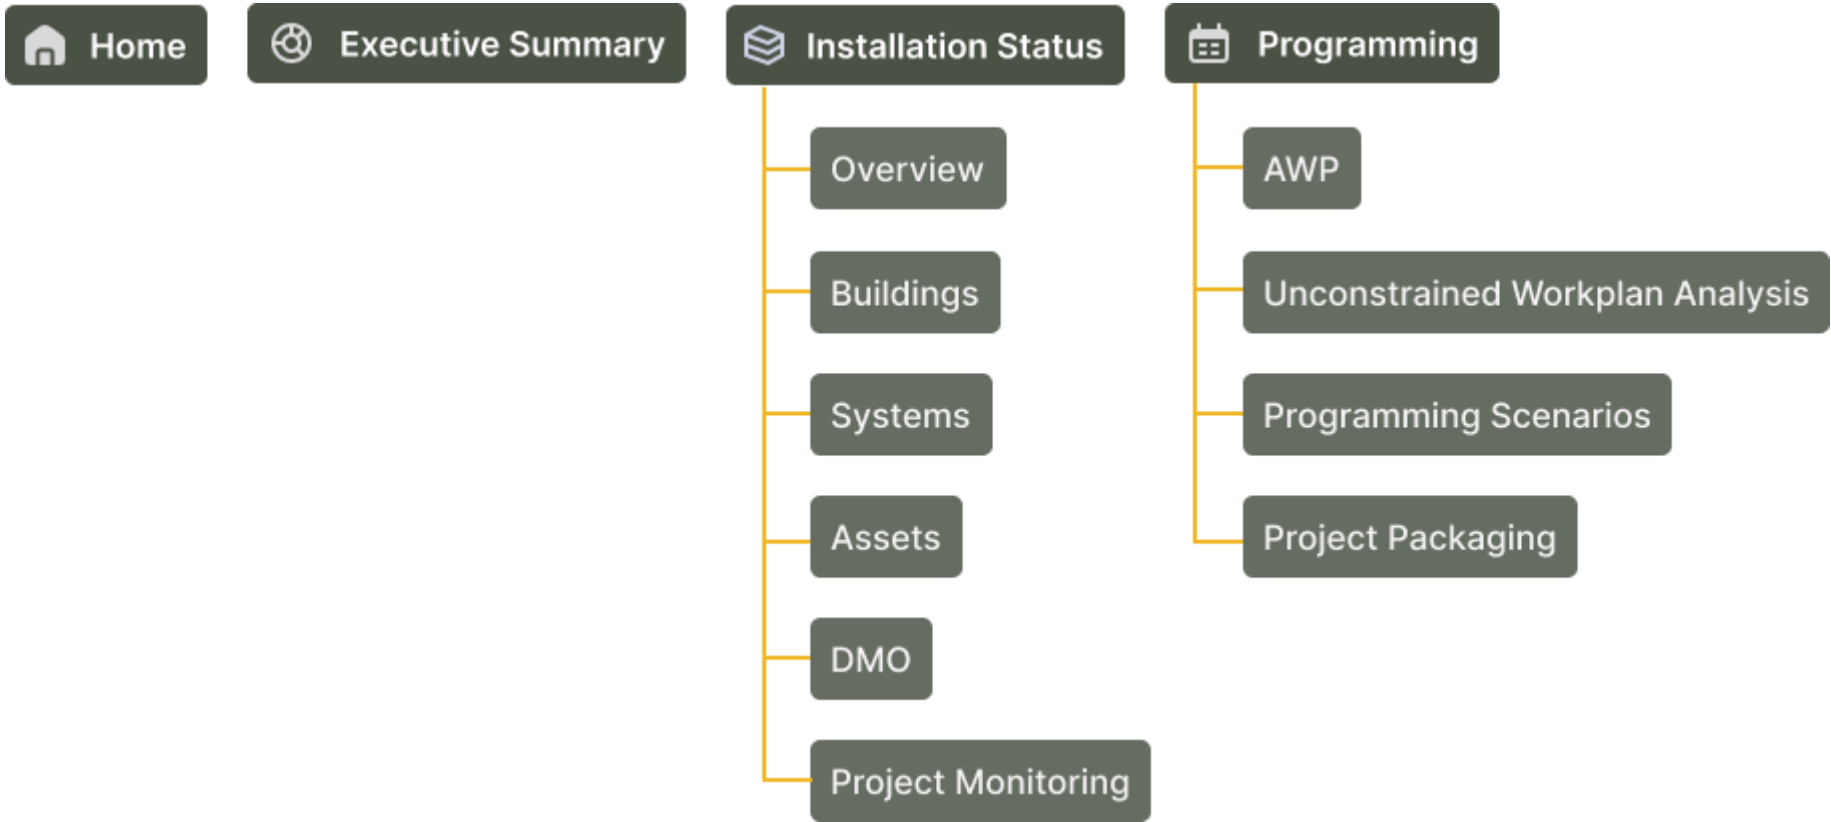 Home
Executive Summary
Installation Status
Overview
Buildings
Systems
Assets
DMO
Project Monitoring
Programming
AWP
Unconstrained Workplan Analysis
Programming Scenarios
Project Packaging